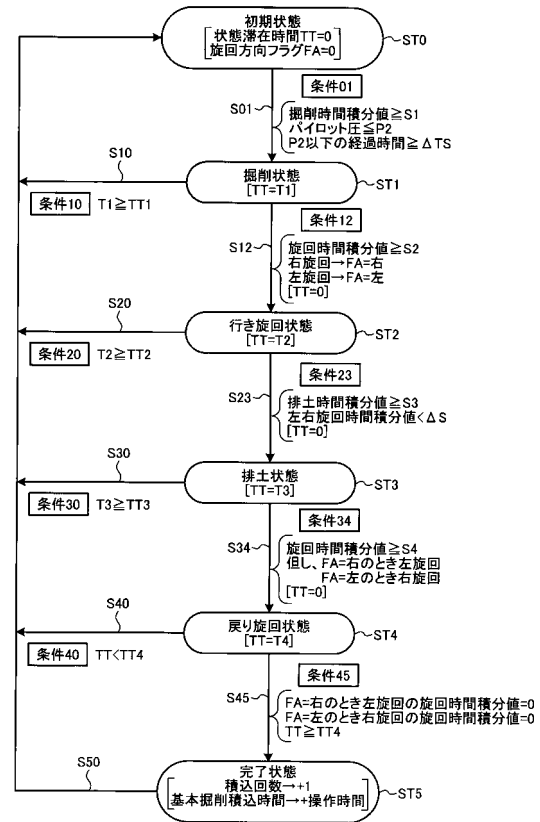 初期状態
状態滞在時間TT=0
旋回方向フラグFA=0
ST0
条件01
S01
掘削時間積分値≧S1
パイロット圧≦P2
P2以下の経過時間≧ΔTS
S10
掘削状態
[TT=T1]
ST1
条件10 T1≧TT1
条件12
S12
旋回時間積分値≧S2
右旋回→FA=右
左旋回→FA=左
[TT=0]
S20
行き旋回状態
[TT=T2]
ST2
条件20 T2≧TT2
条件23
S23
排土時間積分値≧S3
左右旋回時間積分値<ΔS
[TT=0]
S30
排土状態
[TT=T3]
ST3
条件30 T3≧TT3
条件34
S34
旋回時間積分値≧S4
但し、FA=右のとき左旋回
FA=左のとき右旋回
[TT=0]
S40
戻り旋回状態
[TT=T4]
ST4
条件40 TT<TT4
条件45
S45
FA=右のとき左旋回の旋回時間積分値=0
FA=左のとき右旋回の旋回時間積分値=0
TT≧TT4
S50
完了状態
積込回数→+1
基本掘削積込時間→+操作時間
ST5